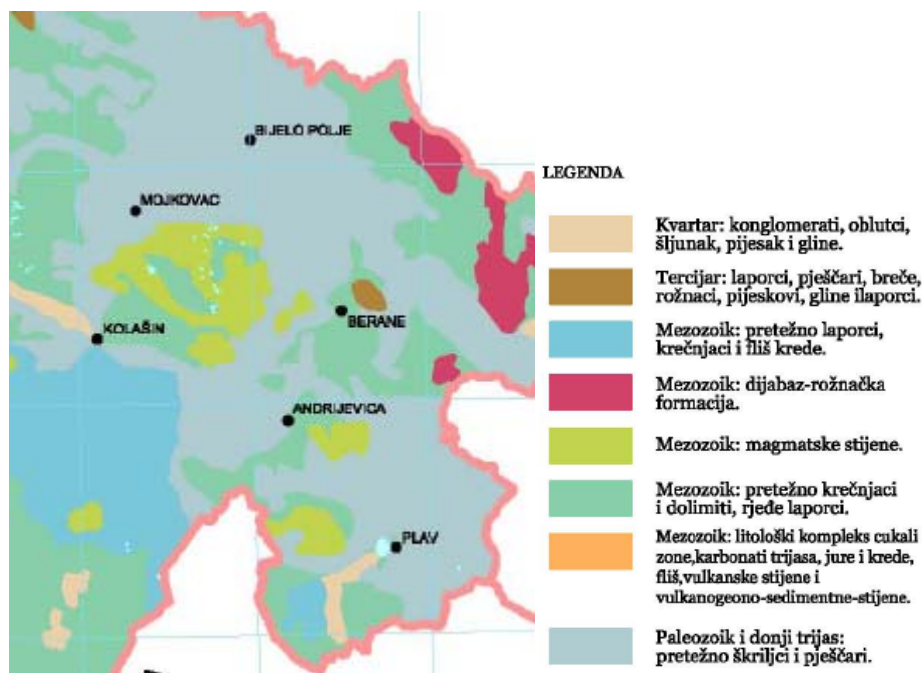 BIJELO POLJE
MOJKOVAC
BERANE
KOLAŠIN
ANDRIJEVICA
PLAV
LEGENDA
Kvartar: konglomerati, oblutci,
šljunak, pijesak i gline.
Tercijar: laporci, pješčari, breče,
rožnaci, pijeskovi, gline ilaporci.
Mezozoik: pretežno laporci,
krečnjaci i fliš krede.
Mezozoik: dijabaz-rožnačka
formacija.
Mezozoik: magmatske stijene.
Mezozoik: pretežno krečnjaci
i dolimiti, rjeđe laporci.
Mezozoik: litološki kompleks cukali
zone,karbonati trijasa, jure i krede,
fliš,vulkanske stijene i
vulkanogeono-sedimentne-stijene.
Paleozoik i donji trijas:
pretežno škriljci i pješčari.